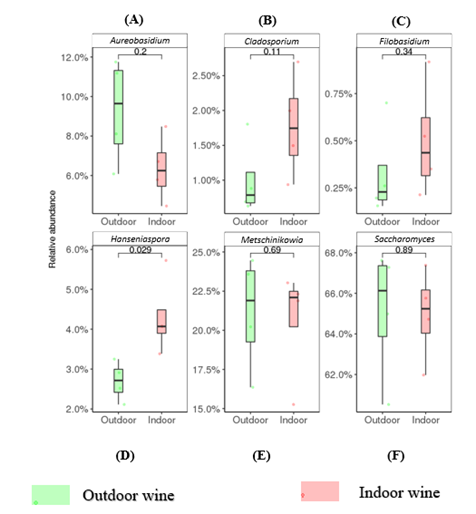 (A) (B) (C)
Aureobasidium Cladosporium Filobasidium
0.2 0.11 0.34
12.0%
10.0%
8.0%
6.0%
2.50%
2.00%
1.50%
1.00%
0.75%
0.50%
0.25%
Outdoor Indoor Outdoor Indoor Outdoor Indoor
Relative abundance
Hanseniaspora Metschinikowia Saccharomyces
0.029 0.69 0.89
6.0%
5.0%
4.0%
3.0%
2.0%
25.0%
22.5%
20.0%
17.5%
15.0%
68.0%
66.0%
64.0%
62.0%
Outdoor Indoor Outdoor Indoor Outdoor Indoor
(D) (E) (F)
Outdoor wine Indoor wine